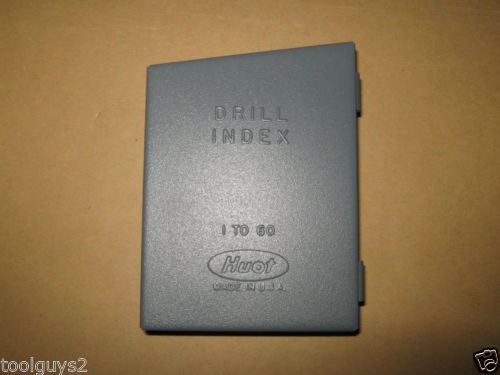 DRILL
INDEX
1 TO 60
Huot
MADE IN U.S.A.
toolguys2